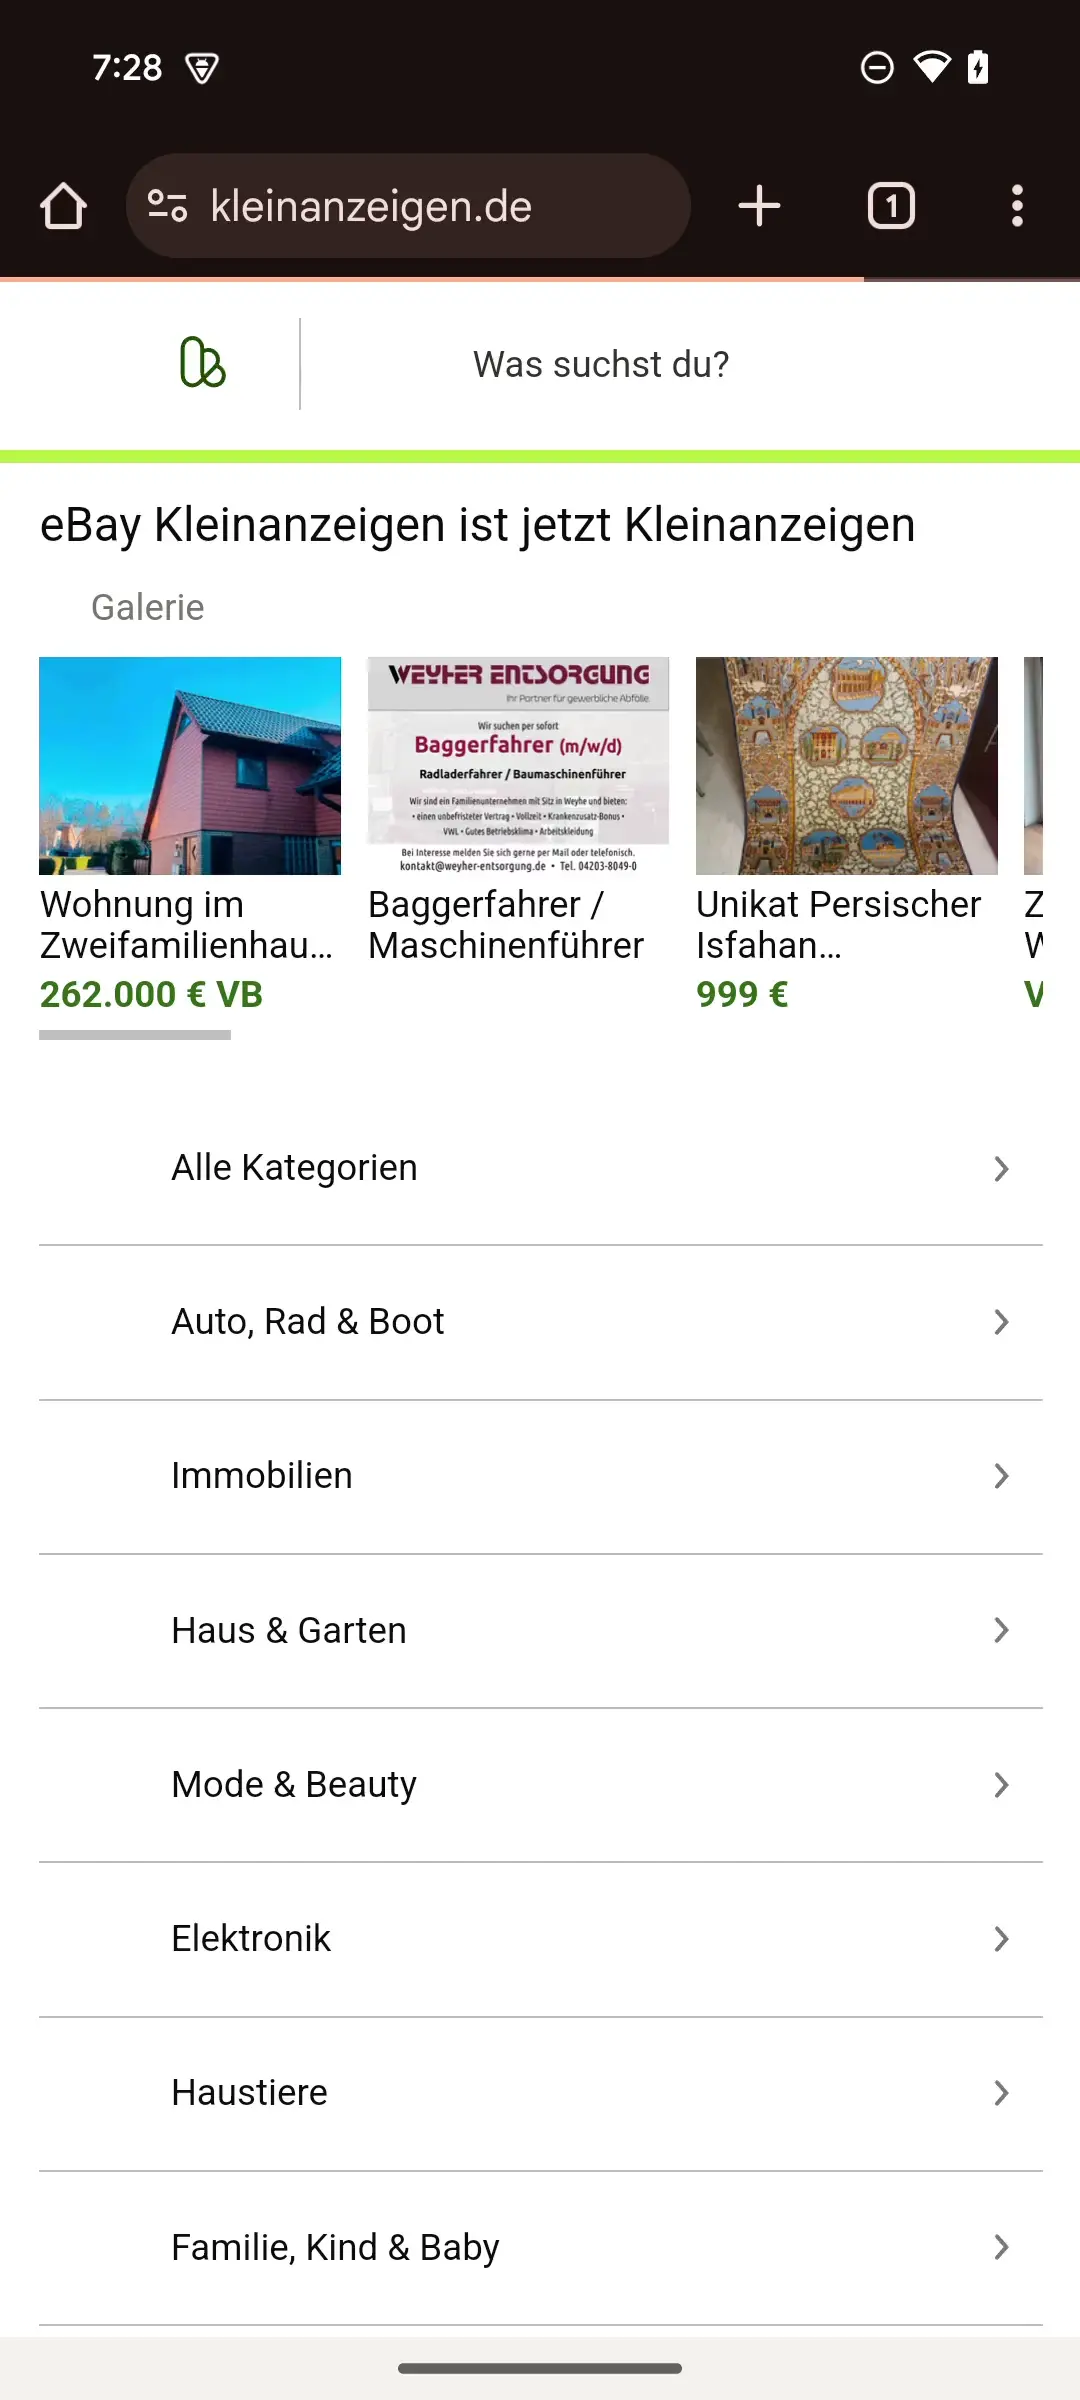 7:28
kleinanzeigen.de
1
Was suchst du?
eBay Kleinanzeigen ist jetzt Kleinanzeigen
Galerie
WEYHER ENTSORGUNG
Ihr Partner für gewerbliche Abfälle
Wir suchen per sofort
Baggerfahrer (m/w/d)
Radladerfahrer / Baumaschinenführer
Wir sind ein Familienunternehmen mit Sitz in Weyhe und bieten:
• einen unbefristeter Vertrag • Vollzeit • Krankenzusatz-Bonus •
VWL • Gutes Betriebsklima • Arbeitskleidung
Bei Interesse melden Sie sich gerne per Mail oder telefonisch.
kontakt@weyher-entsorgung.de • Tel. 04203-8049-0
Wohnung im
Zweifamilienhau...
262.000 € VB
Baggerfahrer /
Maschinenführer
Unikat Persischer
Isfahan...
999 €
Z
W
V
Alle Kategorien
Auto, Rad & Boot
Immobilien
Haus & Garten
Mode & Beauty
Elektronik
Haustiere
Familie, Kind & Baby